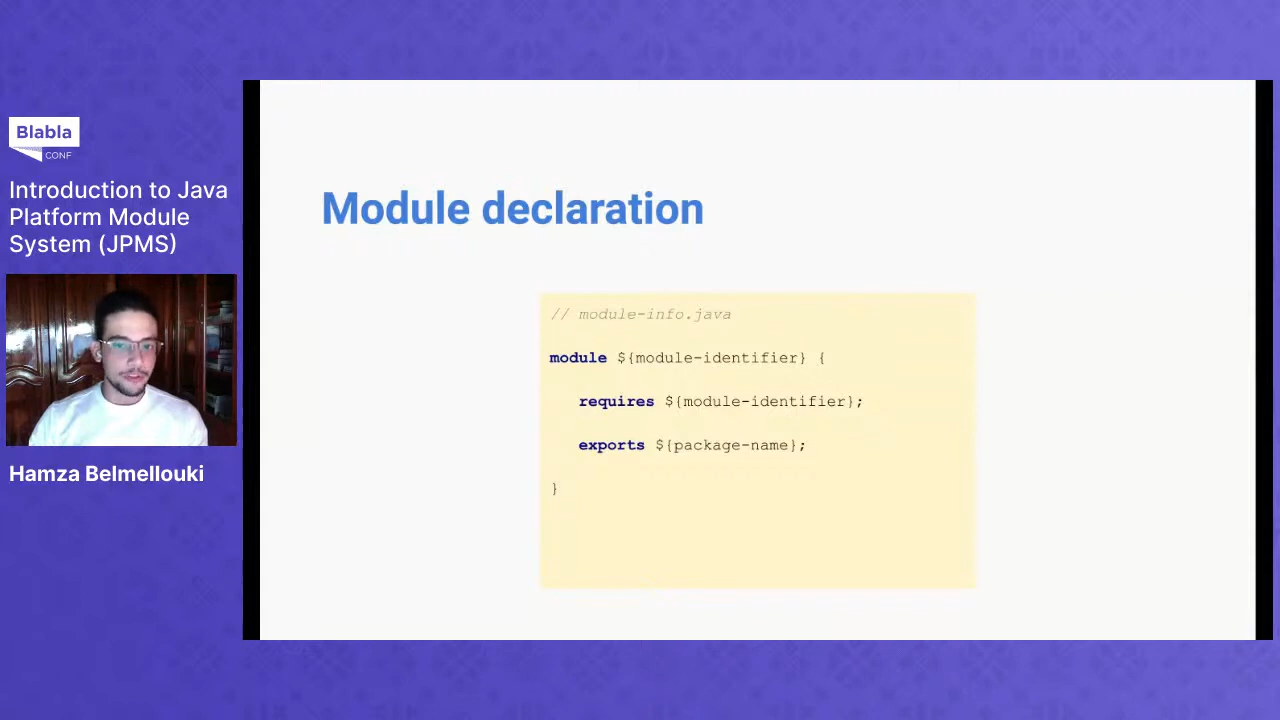 Blabla
CONF
Introduction to Java
Platform Module
System (JPMS)
Hamza Belmellouki
Module declaration
// module-info.java
module ${module-identifier} {
requires ${module-identifier};
exports ${package-name};
}